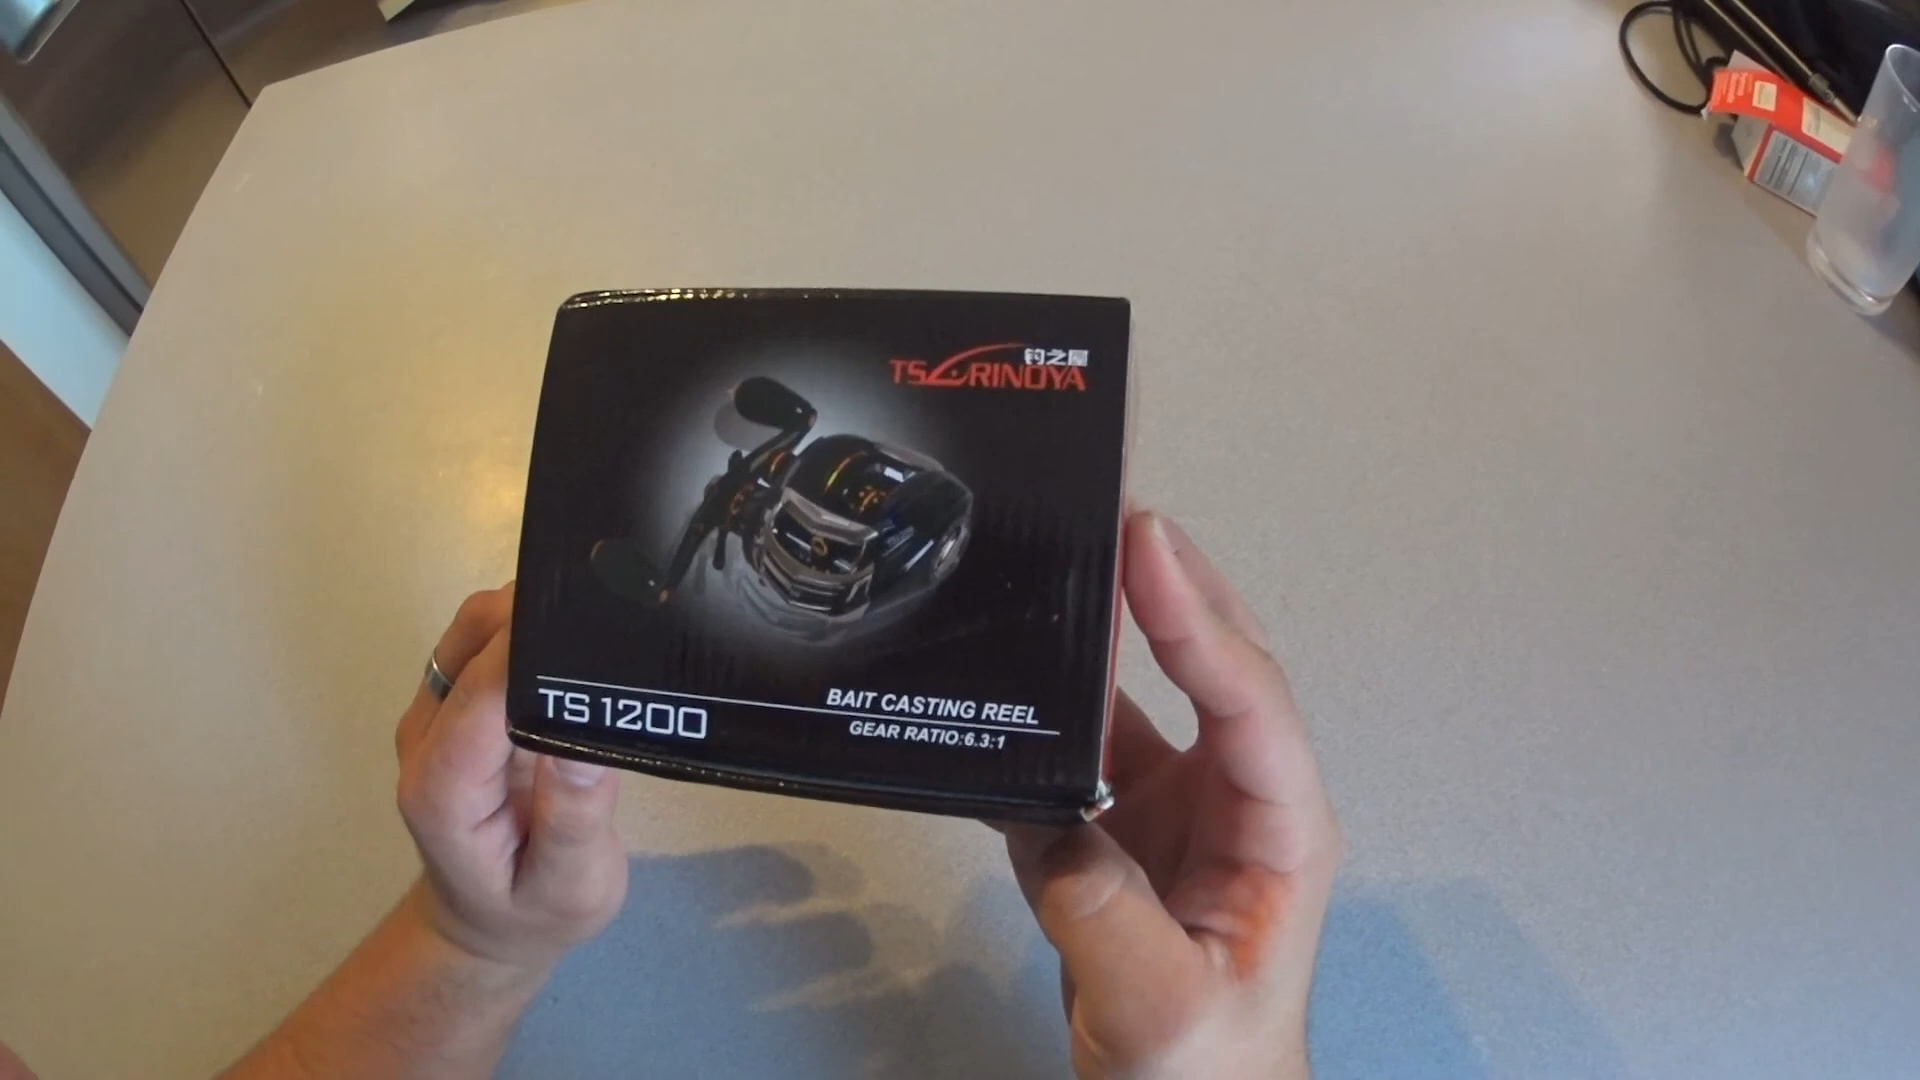 钓之屋
TSURINOYA
TS 1200
BAIT CASTING REEL
GEAR RATIO:6.3:1